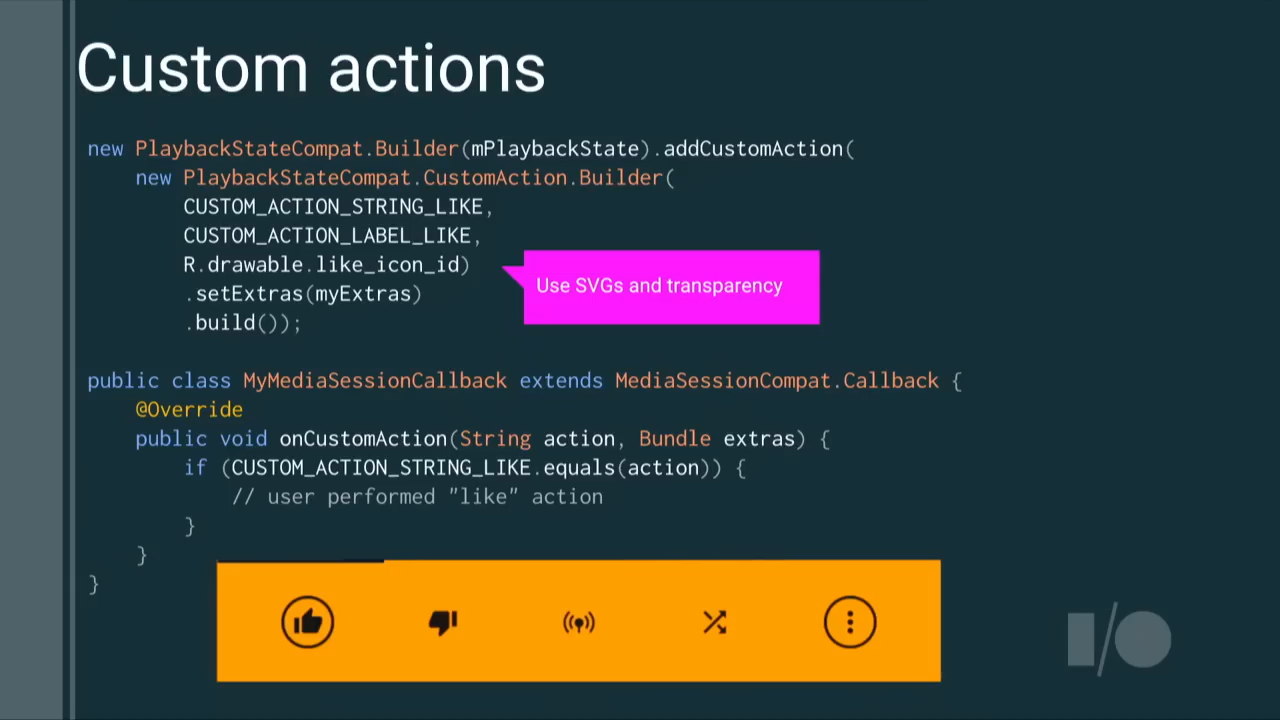 Custom actions
new PlaybackStateCompat.Builder(mPlaybackState).addCustomAction(
new PlaybackStateCompat.CustomAction.Builder(
CUSTOM_ACTION_STRING_LIKE,
CUSTOM_ACTION_LABEL_LIKE,
R.drawable.like_icon_id)
Use SVGs and transparency
.setExtras(myExtras)
.build());
public class MyMediaSessionCallback extends MediaSessionCompat.Callback {
@Override
public void onCustomAction(String action, Bundle extras) {
if (CUSTOM_ACTION_STRING_LIKE.equals(action)) {
// user performed "like" action
}
}
}
I/O